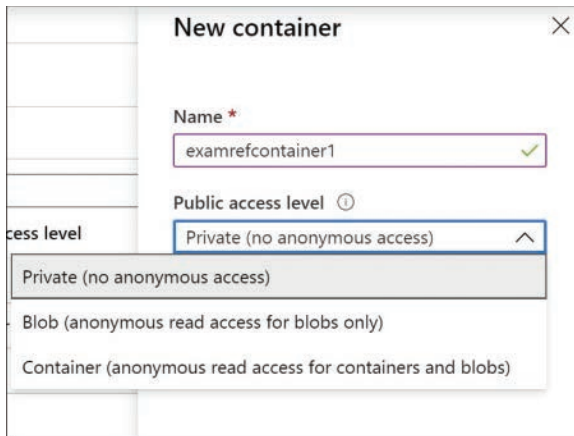 New container
Name *
examrefcontainer1
Public access level
cess level
Private (no anonymous access)
Private (no anonymous access)
Blob (anonymous read access for blobs only)
Container (anonymous read access for containers and blobs)